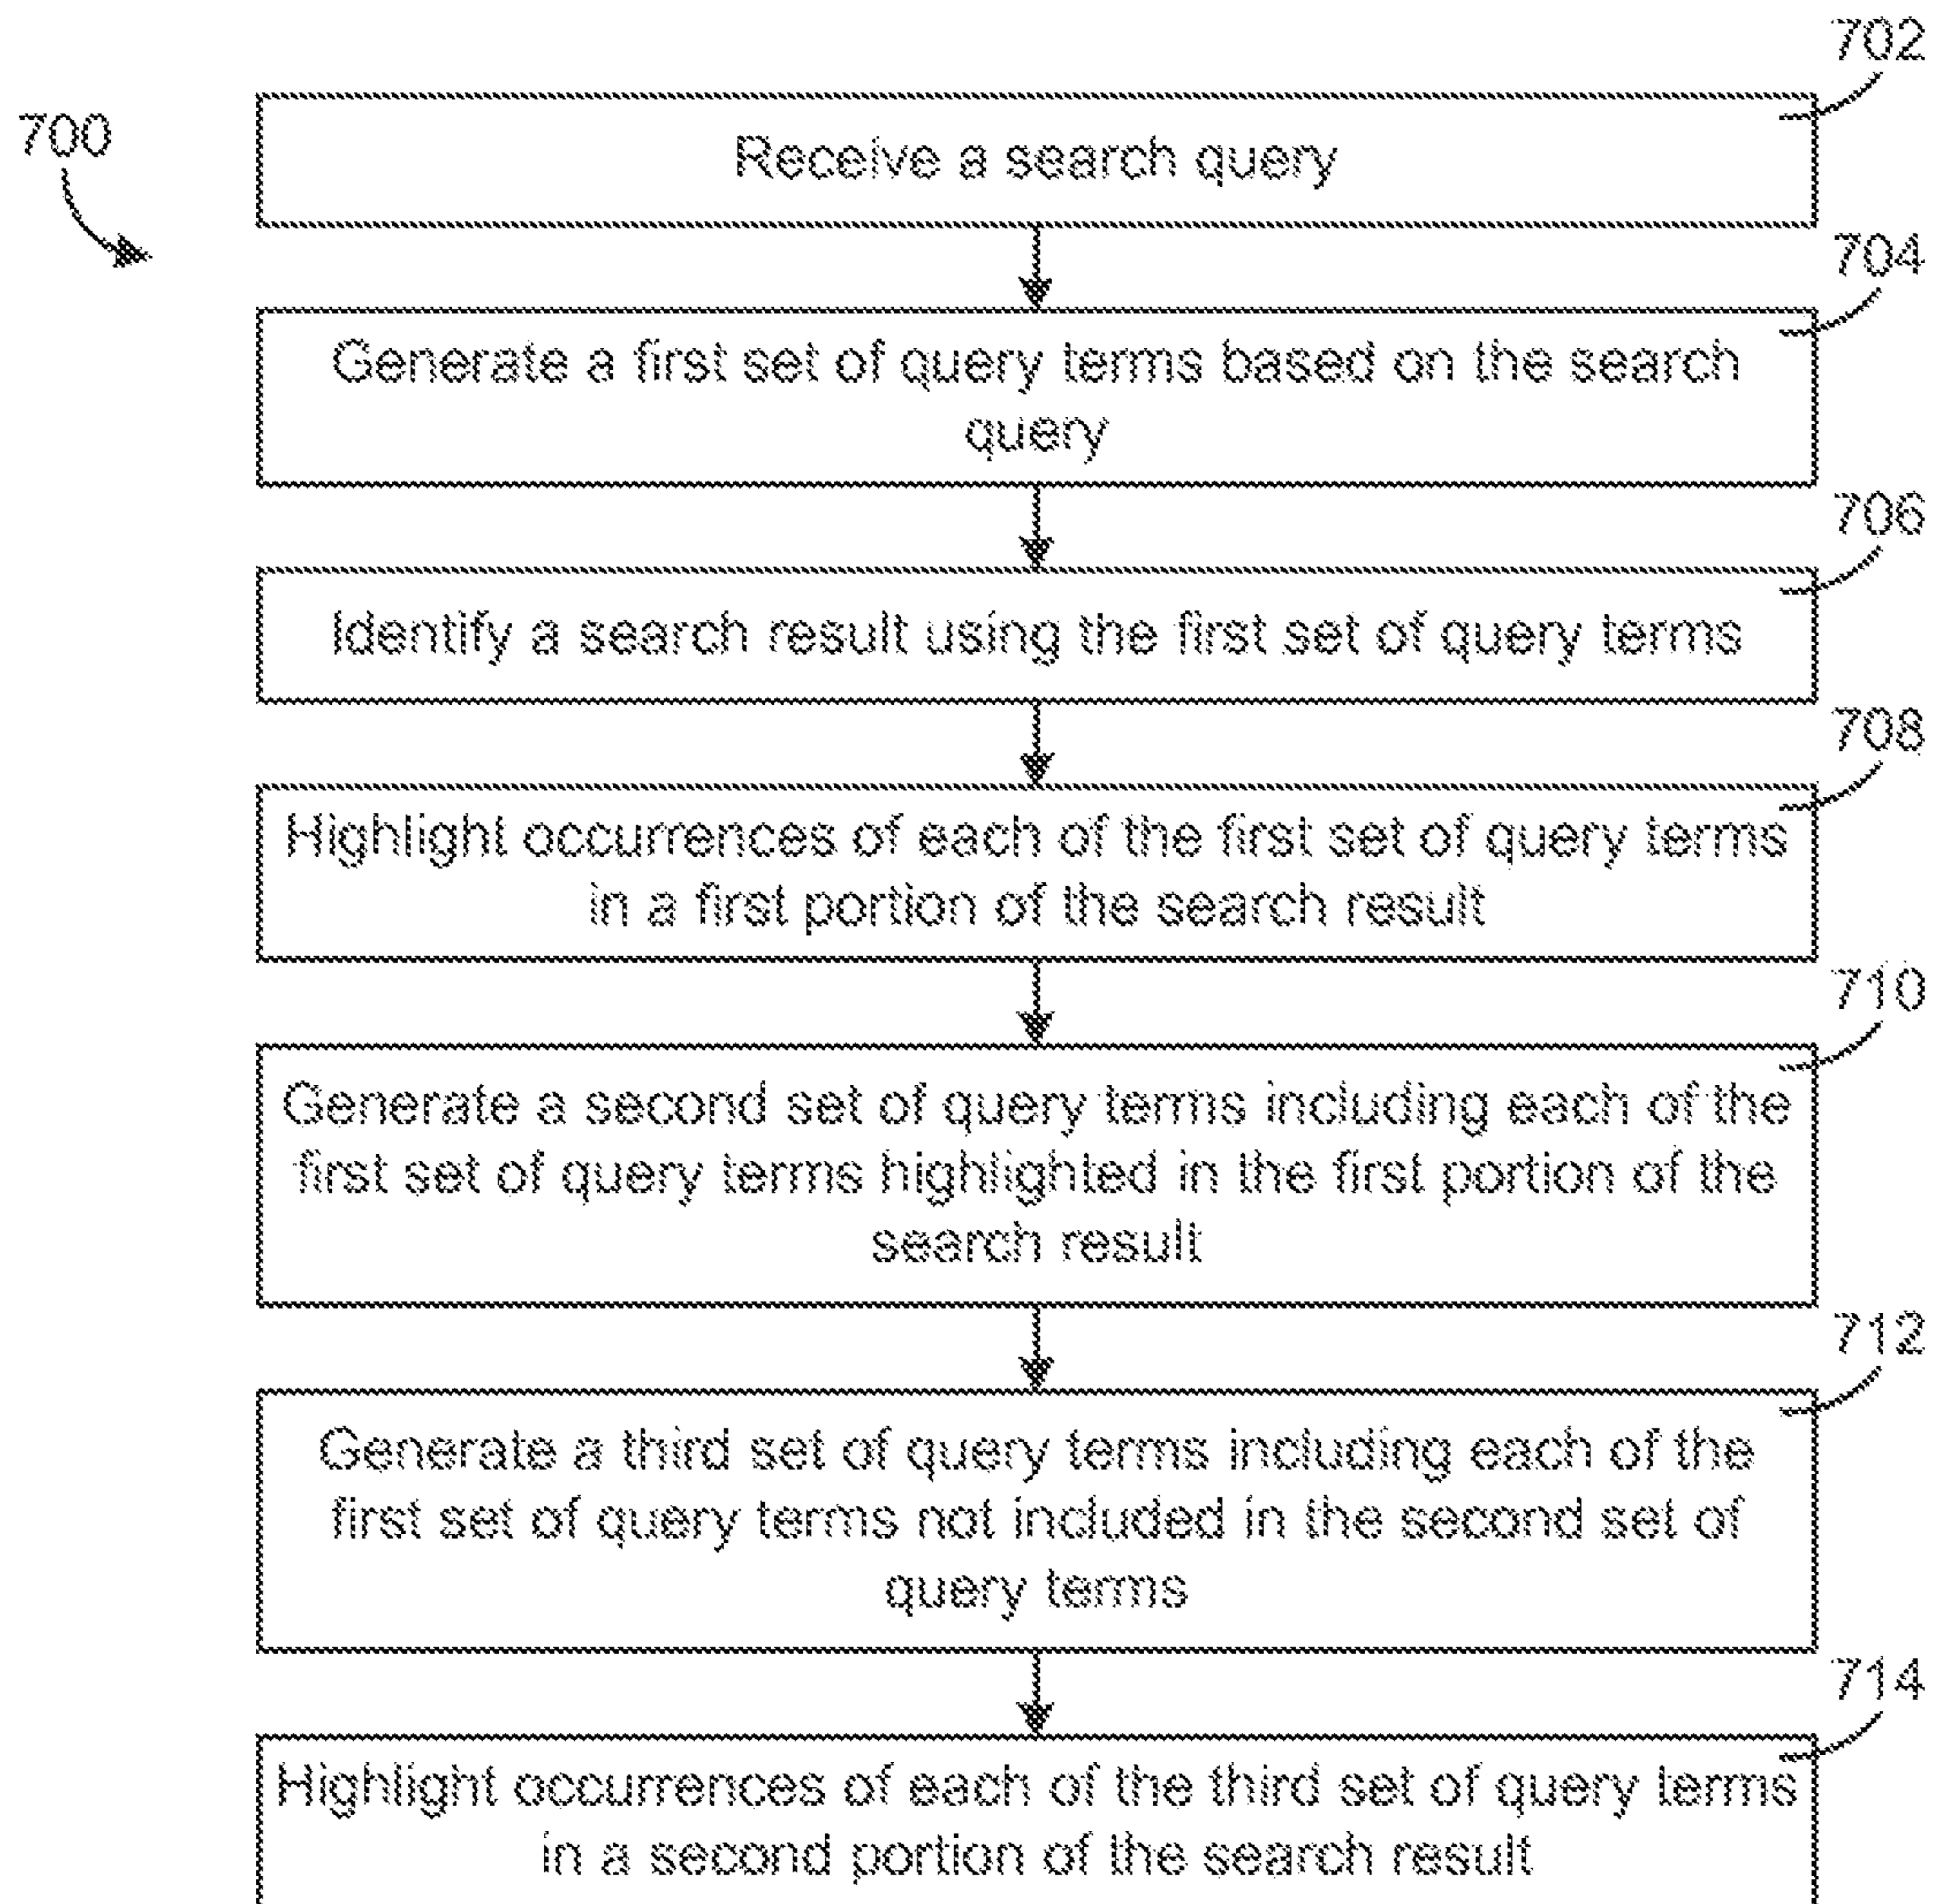 702
700
Receive a search query
704
Generate a first set of query terms based on the search
query
706
Identify a search result using the first set of query terms
708
Highlight occurrences of each of the first set of query terms
in a first portion of the search result
710
Generate a second set of query terms including each of the
first set of query terms highlighted in the first portion of the
search result
712
Generate a third set of query terms including each of the
first set of query terms not included in the second set of
query terms
714
Highlight occurrences of each of the third set of query terms
in a second portion of the search result